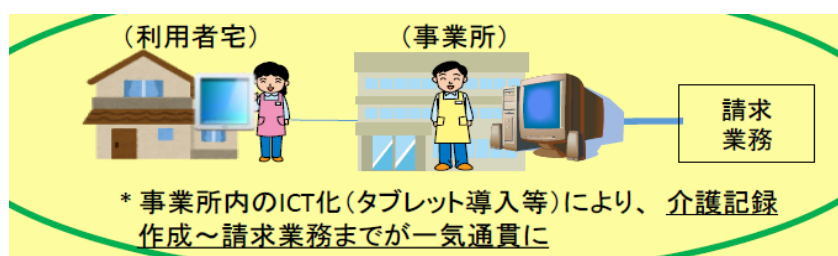 (利用者宅)
(事業所)
請求
業務
* 事業所内のICT化(タブレット導入等)により、 介護記録
作成~請求業務までが一気通貫に